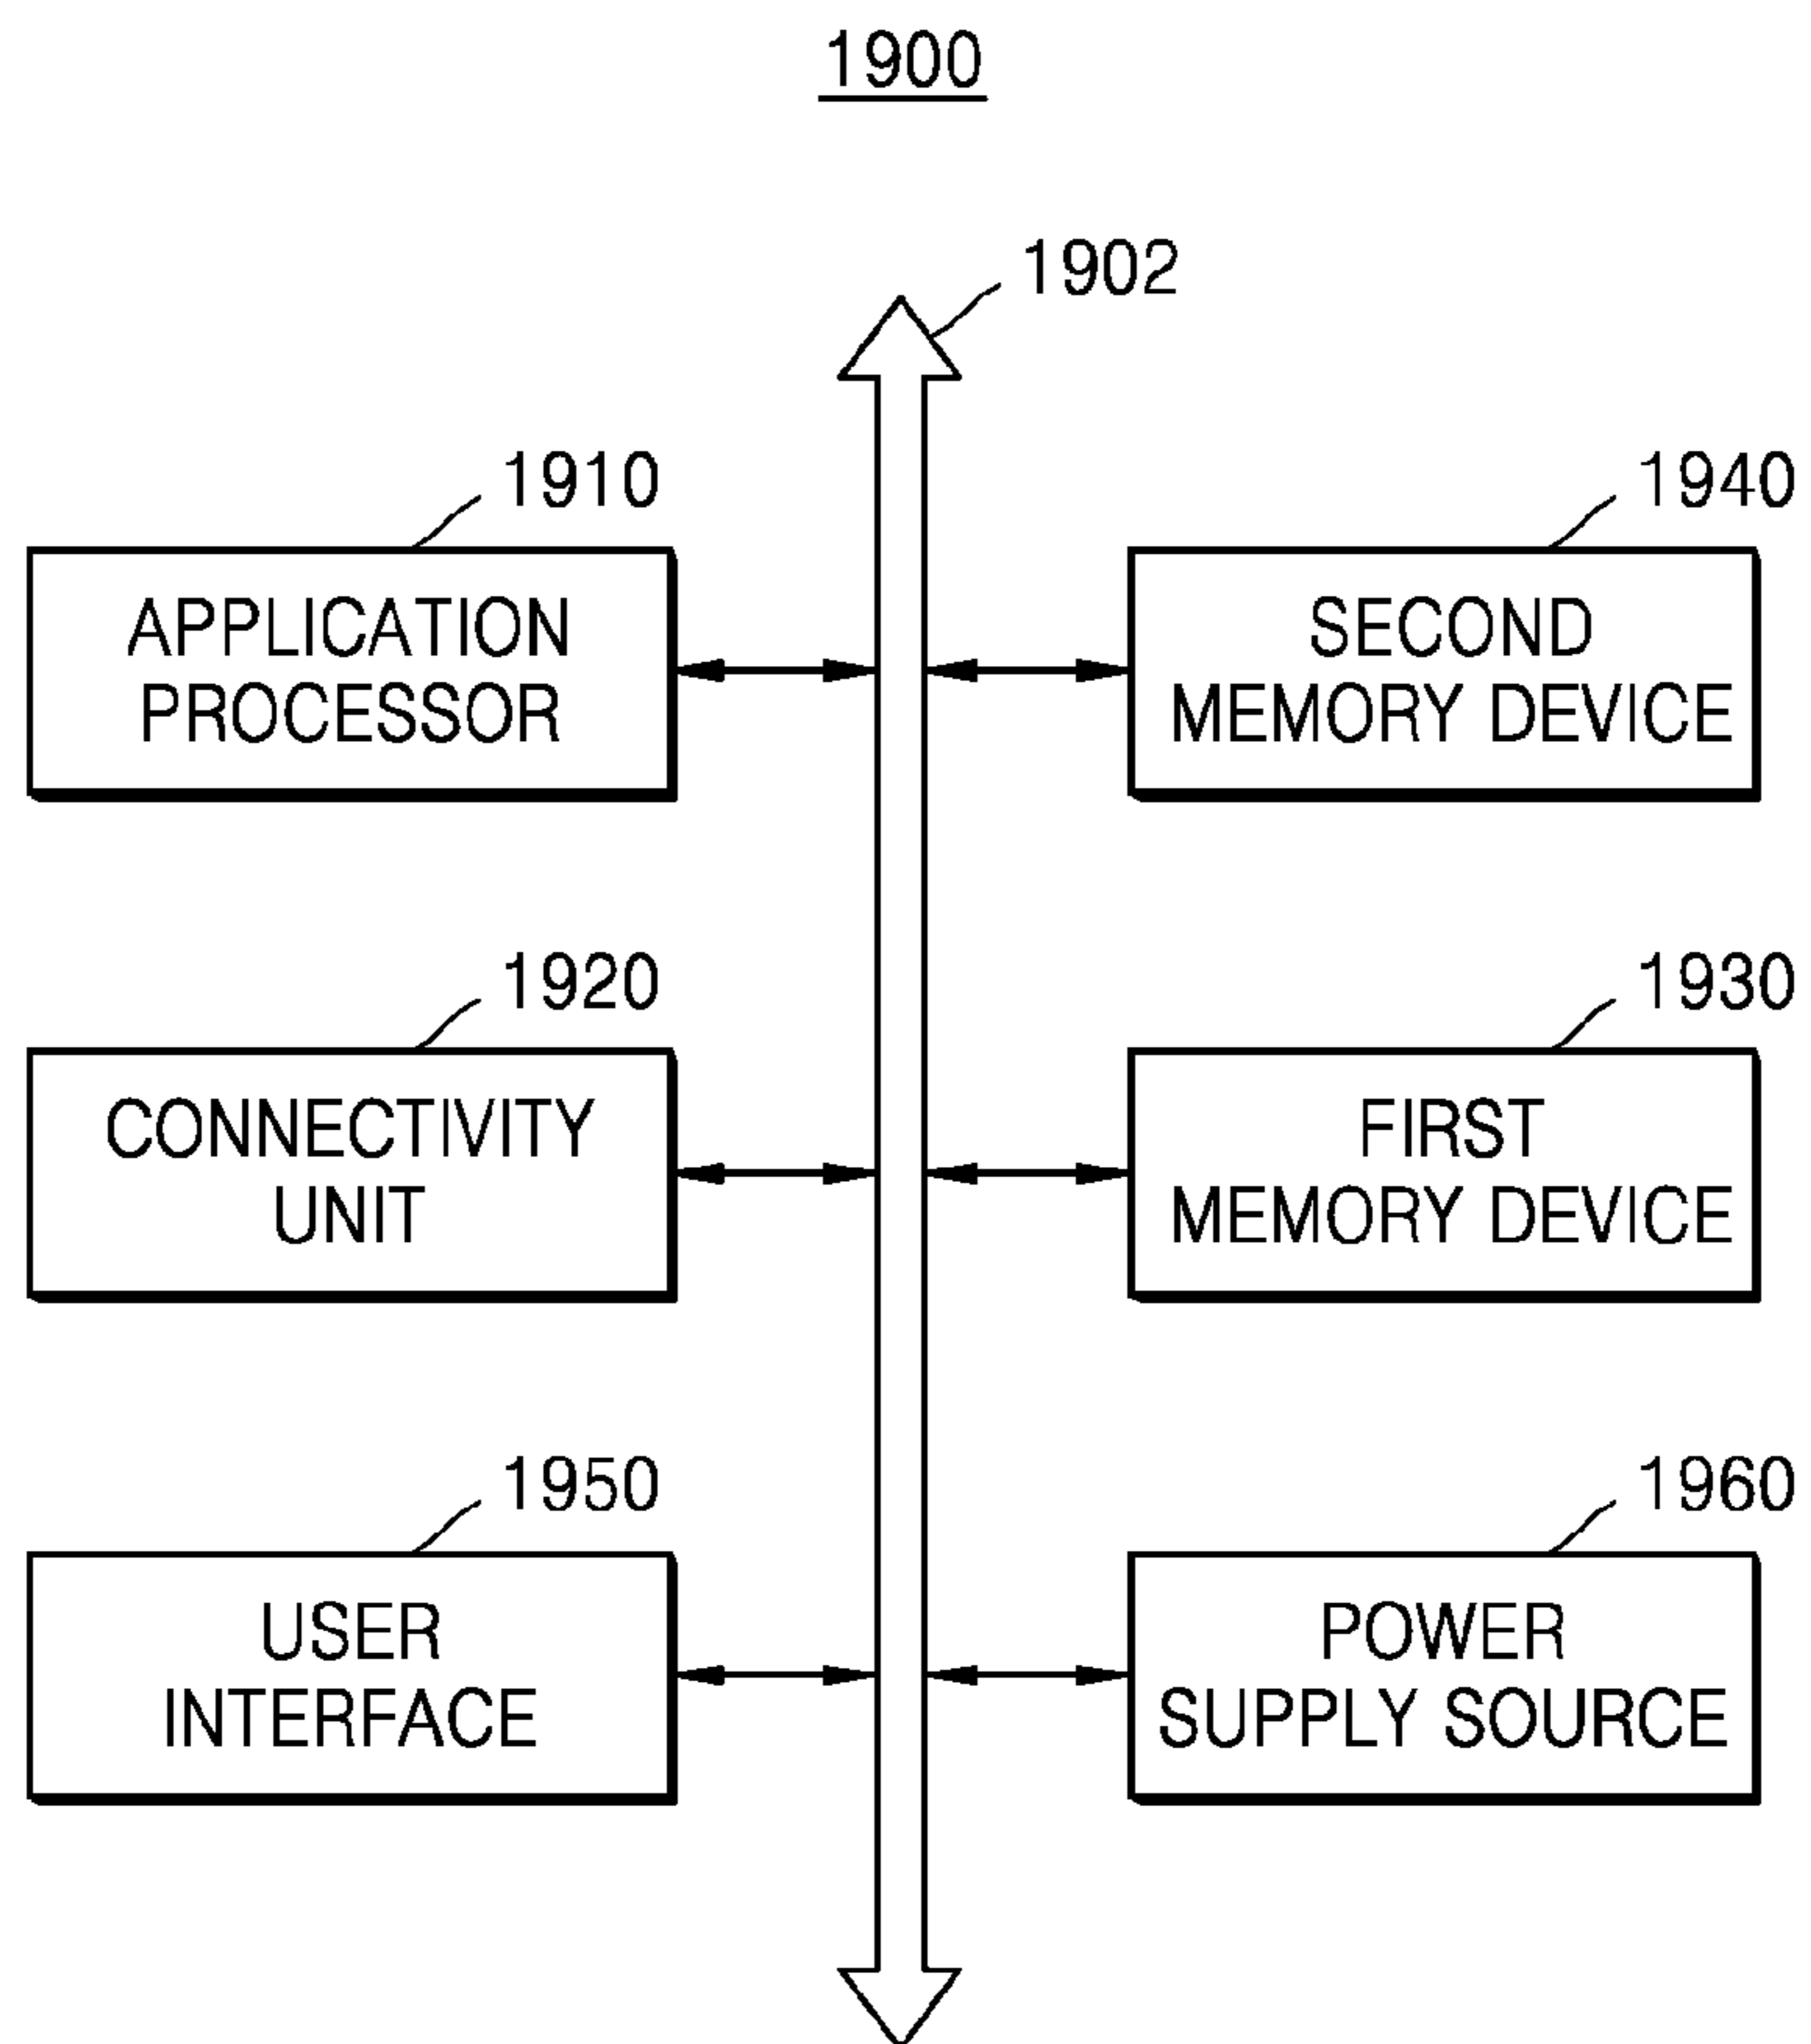 1900
1902
1910
APPLICATION
PROCESSOR
1940
SECOND
MEMORY DEVICE
1920
CONNECTIVITY
UNIT
1930
FIRST
MEMORY DEVICE
1950
USER
INTERFACE
1960
POWER
SUPPLY SOURCE